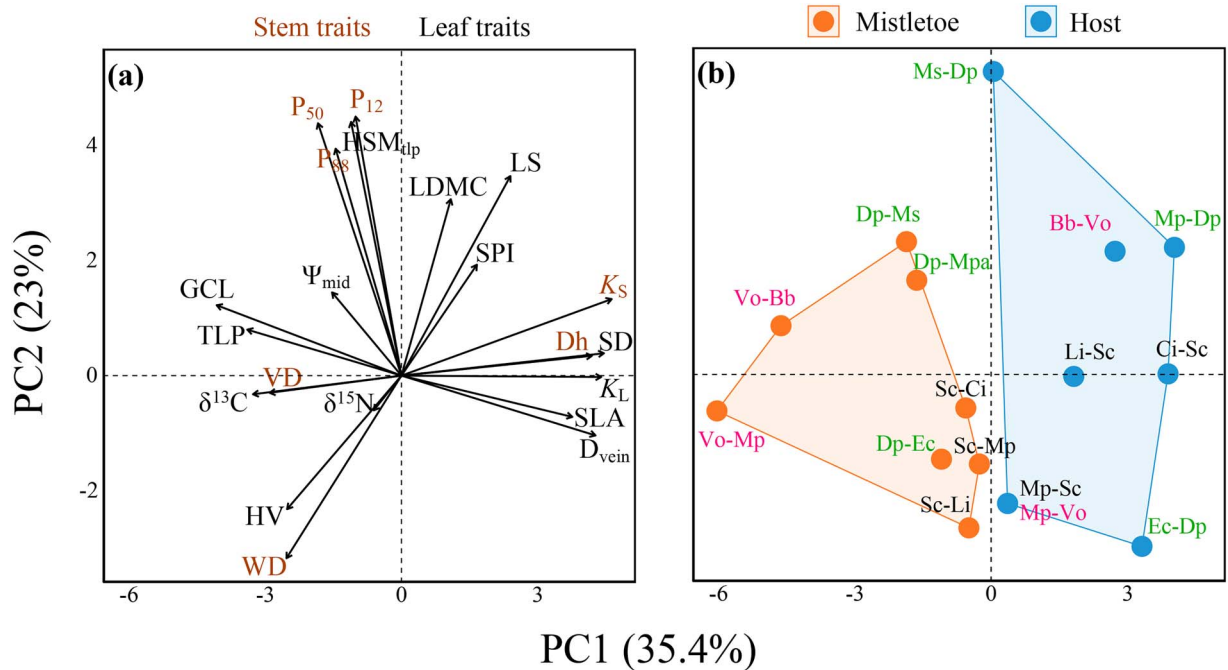 Stem traits Leaf traits
Mistletoe Host
(a)
P50
P12
HSMtlp
P88
LS
LDMC
SPI
Ψmid
GCL
KS
TLP
Dh
SD
VD
KL
δ13C
δ15N
SLA
Dvein
HV
WD
4
2
0
-2
-6 -3 0 3
PC2 (23%)
(b)
Ms-Dp
Dp-Ms
Bb-Vo
Mp-Dp
Dp-Mpa
Vo-Bb
Li-Sc
Ci-Sc
Sc-Ci
Vo-Mp
Dp-Ec
Sc-Mp
Sc-Li
Mp-Sc
Mp-Vo
Ec-Dp
-6 -3 0 3
PC1 (35.4%)